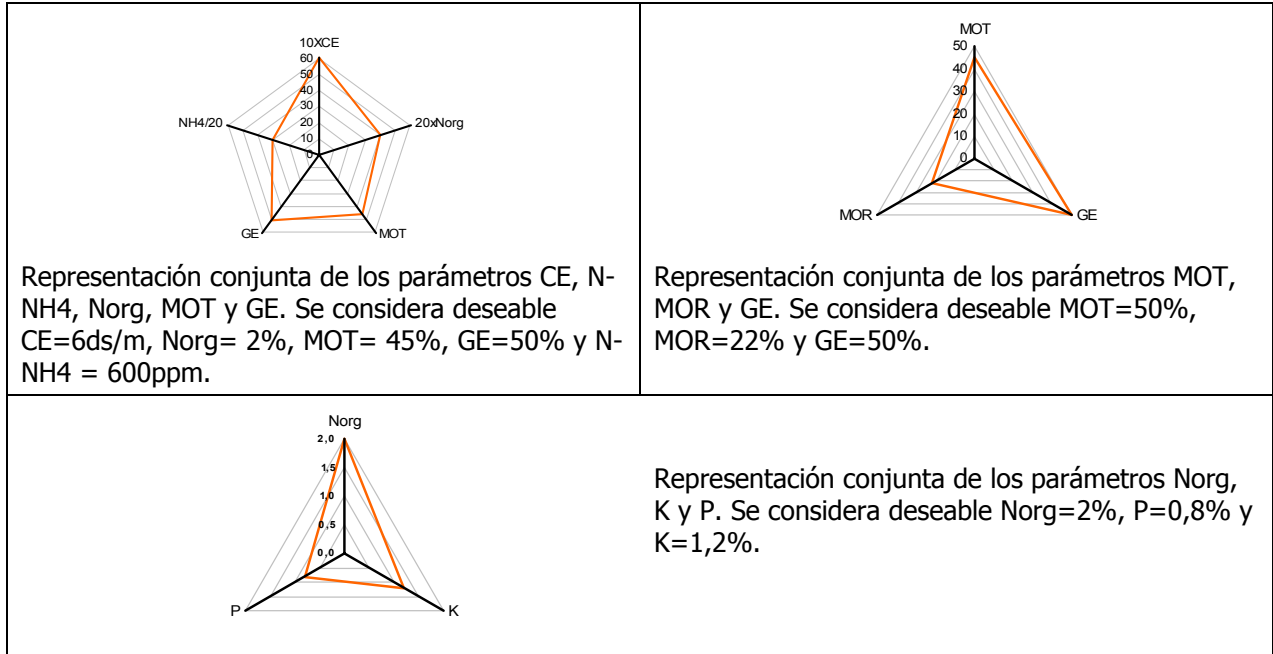 10XCE
60
50
40
30
20
10
0
NH4/20
20xNorg
GE
MOT
Representación conjunta de los parámetros CE, N-
NH4, Norg, MOT y GE. Se considera deseable
CE=6ds/m, Norg= 2%, MOT= 45%, GE=50% y N-
NH4 = 600ppm.
MOT
50
40
30
20
10
0
MOR
GE
Representación conjunta de los parámetros MOT,
MOR y GE. Se considera deseable MOT=50%,
MOR=22% y GE=50%.
Norg
2,0
1,5
1,0
0,5
0,0
P
K
Representación conjunta de los parámetros Norg,
K y P. Se considera deseable Norg=2%, P=0,8% y
K=1,2%.